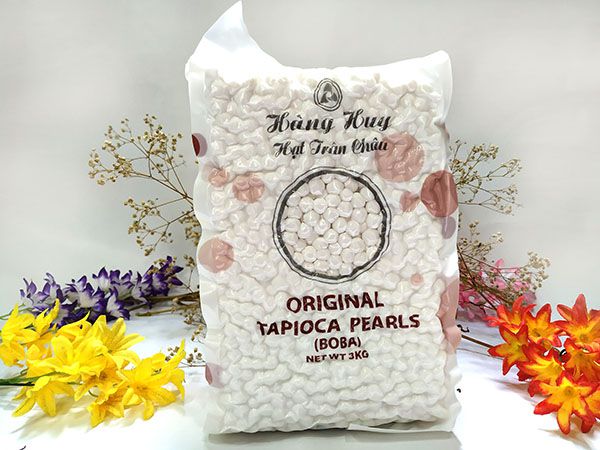 Hàng Huy
Hạt Trân Châu
ORIGINAL
TAPIOCA PEARLS
(BOBA)
NET WT 3KG